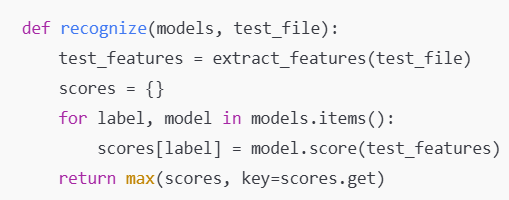 def recognize(models, test_file):
    test_features = extract_features(test_file)
    scores = {}
    for label, model in models.items():
        scores[label] = model.score(test_features)
    return max(scores, key=scores.get)